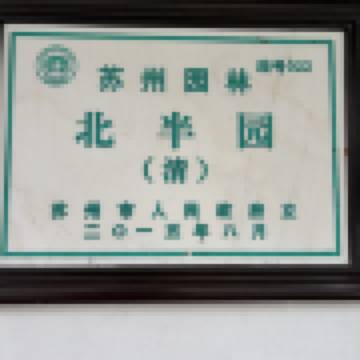 苏州园林
北半园
（清）
苏州市人民政府立
二〇一五年八月